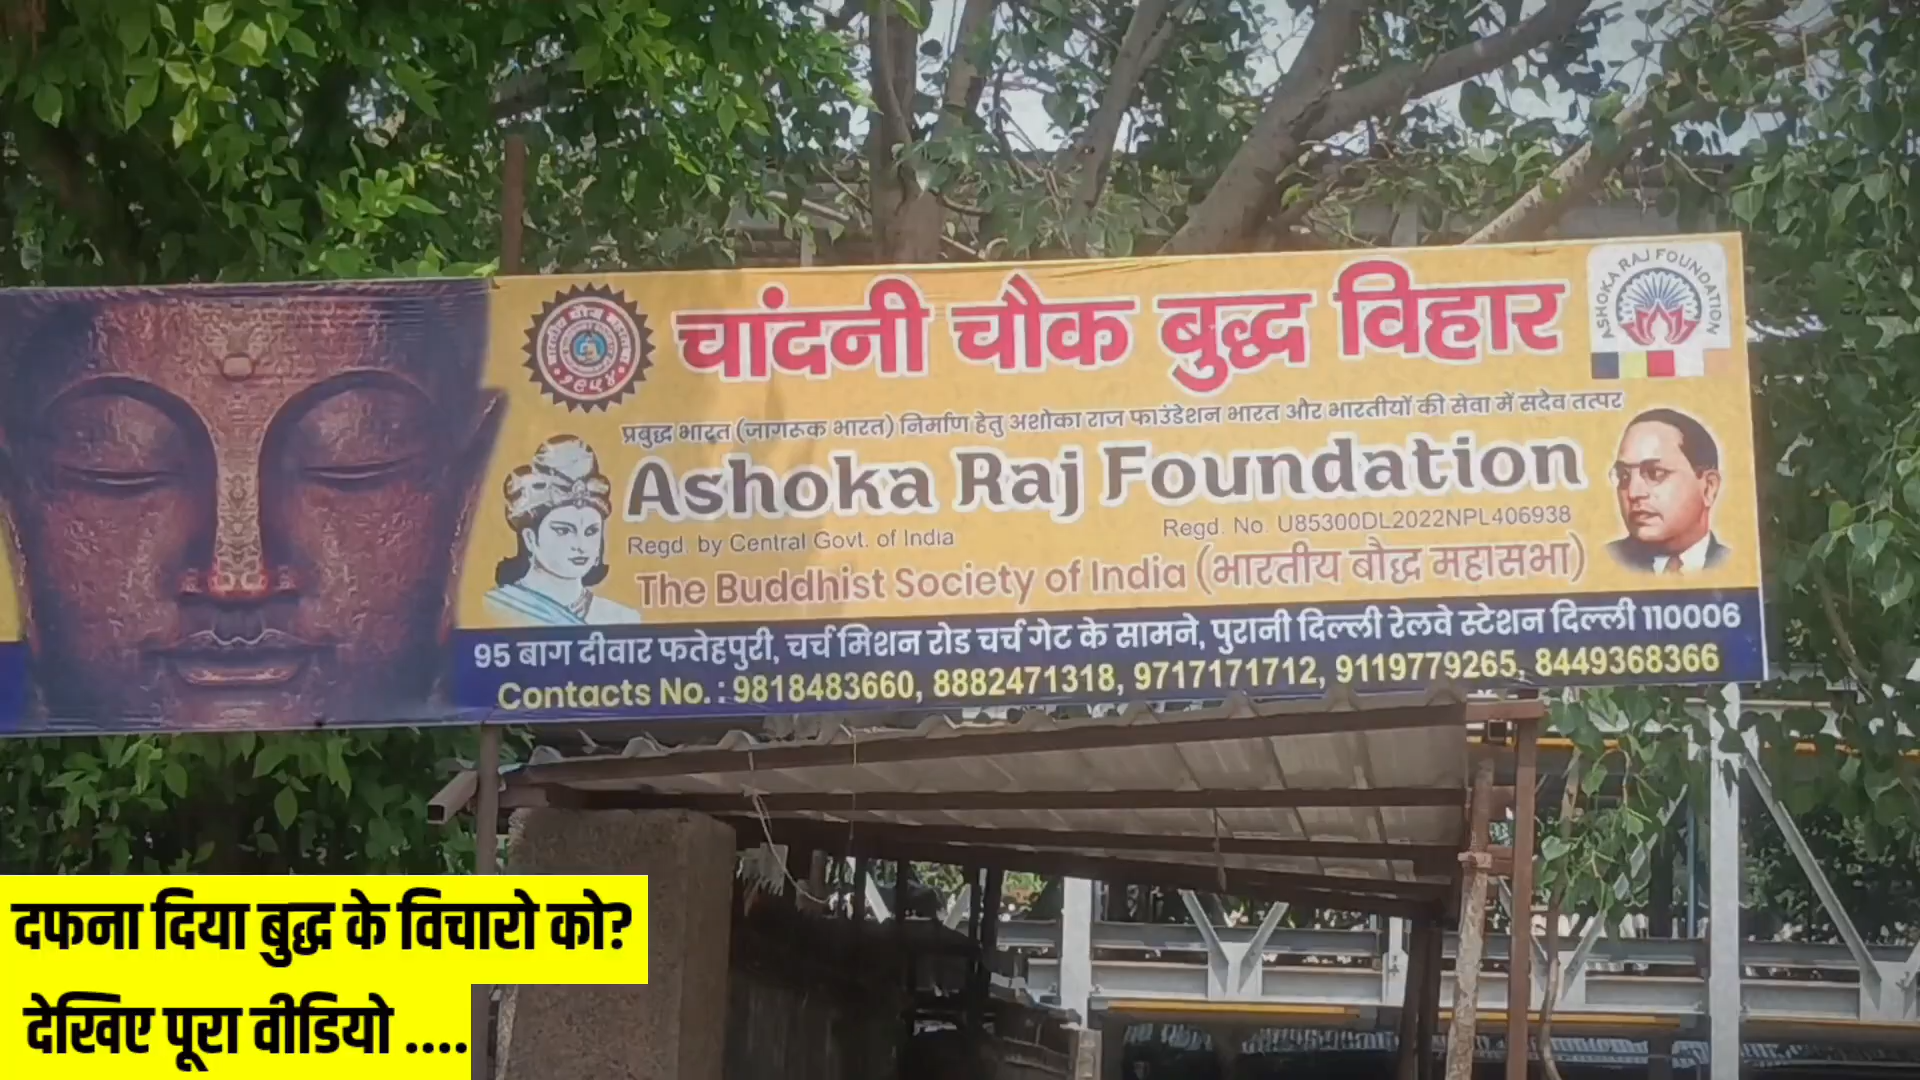 चांदनी चौक बुद्ध विहार
ASHOKA RAJ FOUNDATION
१९५४
प्रबुद्ध भारत (जागरूक भारत) निर्माण हेतु अशोका राज फाउंडेशन भारत और भारतीयों की सेवा में सदैव तत्पर
Ashoka Raj Foundation
Regd. by Central Govt. of India
Regd. No. U85300DL2022NPL406938
The Buddhist Society of India (भारतीय बौद्ध महासभा)
95 बाग दीवार फतेहपुरी, चर्च मिशन रोड चर्च गेट के सामने, पुरानी दिल्ली रेलवे स्टेशन दिल्ली 110006
Contacts No. : 9818483660, 8882471318, 9717171712, 9119779265, 8449368366
दफना दिया बुद्ध के विचारो को?
देखिए पूरा वीडियो ....